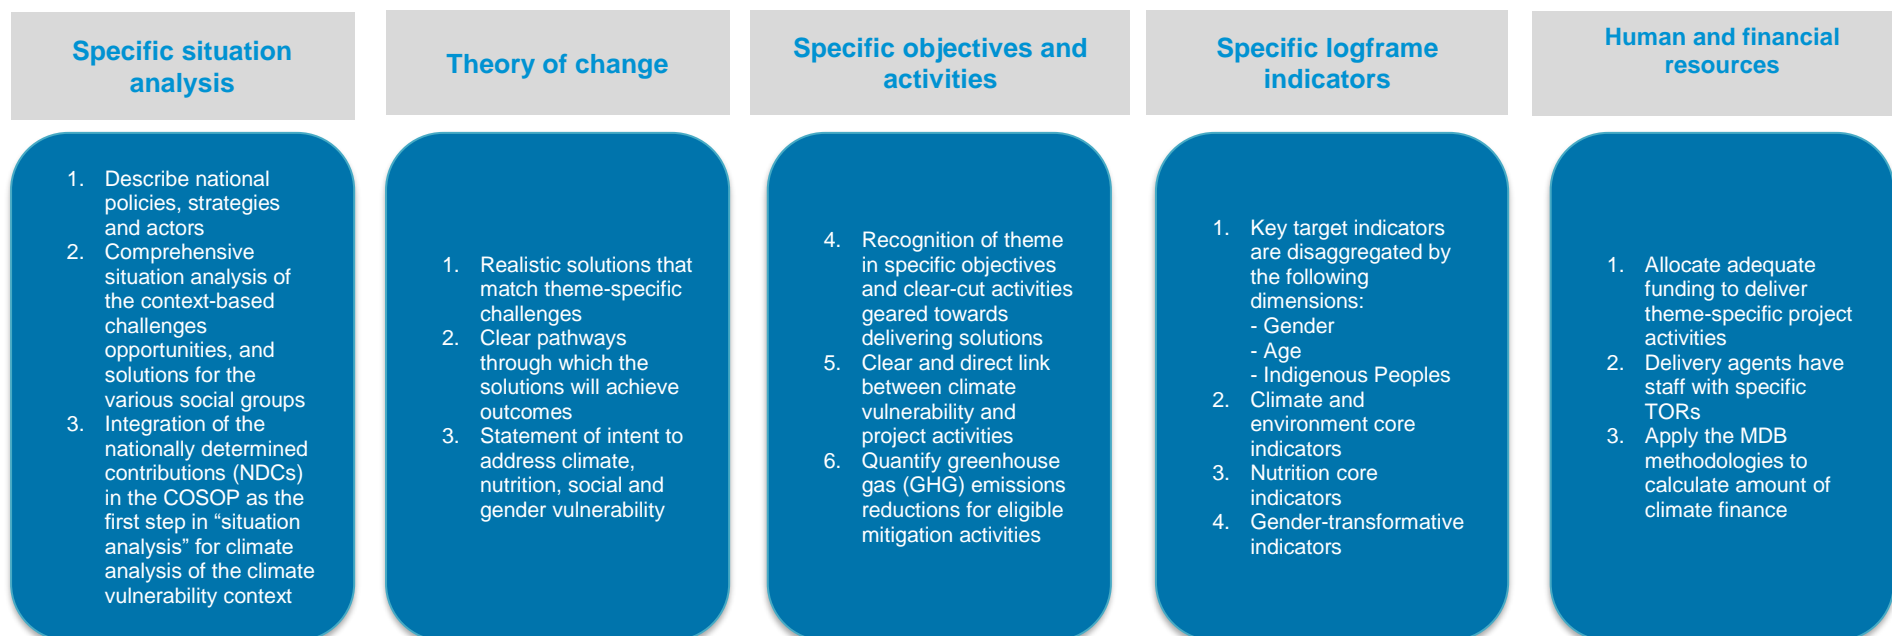 Specific situation
analysis
1. Describe national
policies, strategies
and actors
2. Comprehensive
situation analysis of
the context-based
challenges
opportunities, and
solutions for the
various social groups
3. Integration of the
nationally determined
contributions (NDCs)
in the COSOP as the
first step in “situation
analysis” for climate
analysis of the climate
vulnerability context
Theory of change
1. Realistic solutions that
match theme-specific
challenges
2. Clear pathways
through which the
solutions will achieve
outcomes
3. Statement of intent to
address climate,
nutrition, social and
gender vulnerability
Specific objectives and
activities
4. Recognition of theme
in specific objectives
and clear-cut activities
geared towards
delivering solutions
5. Clear and direct link
between climate
vulnerability and
project activities
6. Quantify greenhouse
gas (GHG) emissions
reductions for eligible
mitigation activities
Specific logframe
indicators
1. Key target indicators
are disaggregated by
the following
dimensions:
- Gender
- Age
- Indigenous Peoples
2. Climate and
environment core
indicators
3. Nutrition core
indicators
4. Gender-transformative
indicators
Human and financial
resources
1. Allocate adequate
funding to deliver
theme-specific project
activities
2. Delivery agents have
staff with specific
TORs
3. Apply the MDB
methodologies to
calculate amount of
climate finance